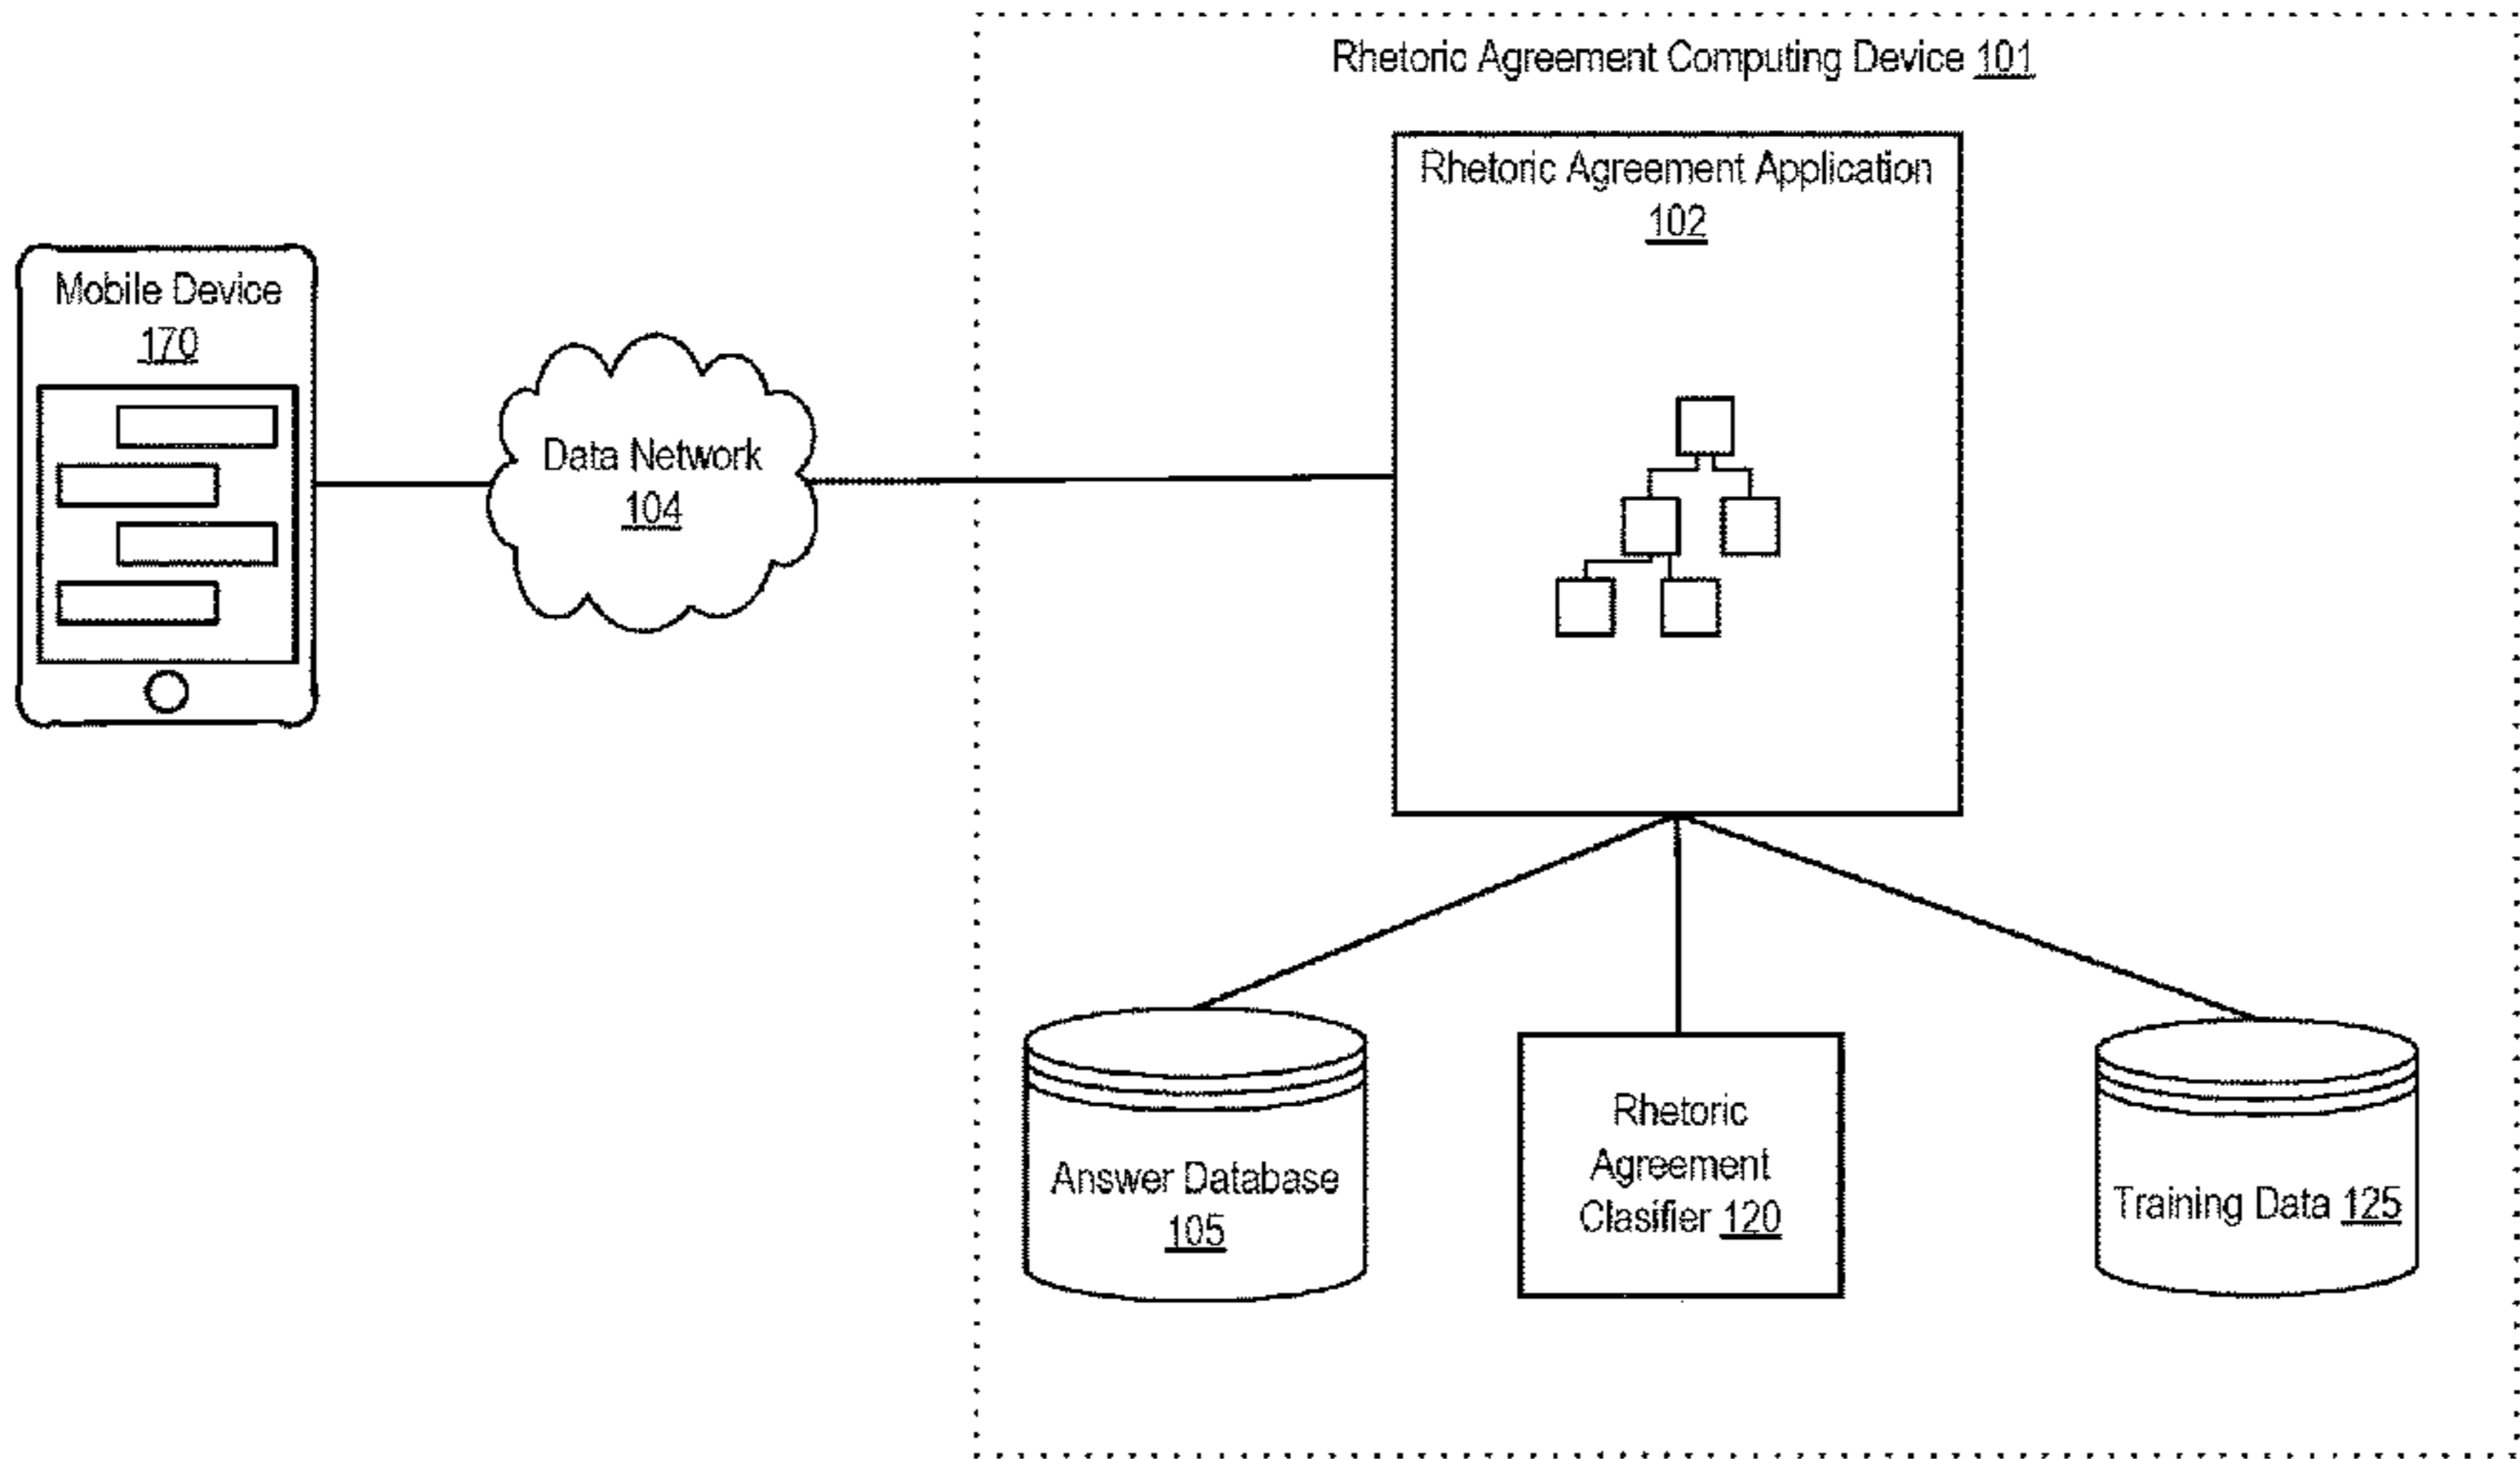 Rhetoric Agreement Computing Device 101
Rhetoric Agreement Application
102
Mobile Device
170
Data Network
104
Answer Database
105
Rhetoric
Agreement
Clasifier 120
Training Data 125